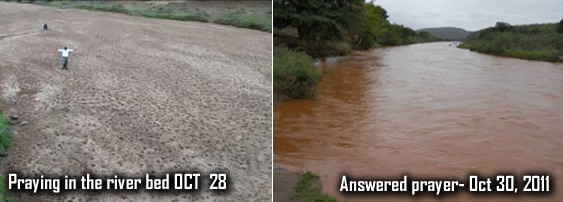 Praying in the river bed OCT 28
Answered prayer- Oct 30, 2011